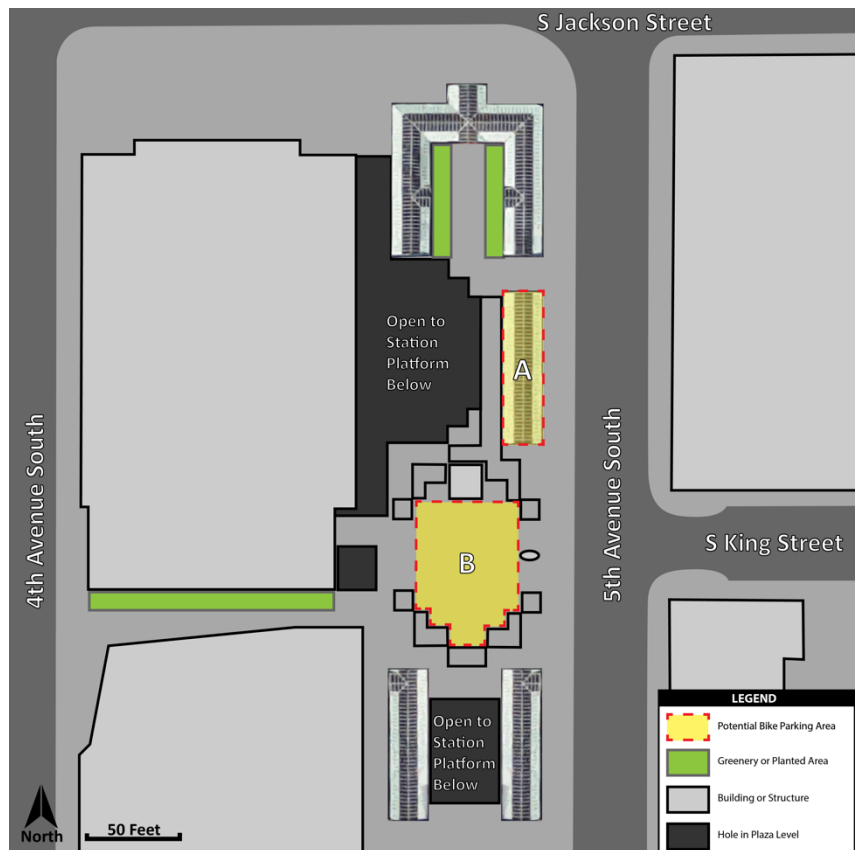 S Jackson Street
Open to
Station
Platform
Below
A
4th Avenue South
5th Avenue South
S King Street
B
Open to
Station
Platform
Below
LEGEND
Potential Bike Parking Area
Greenery or Planted Area
Building or Structure
Hole in Plaza Level
North
50 Feet